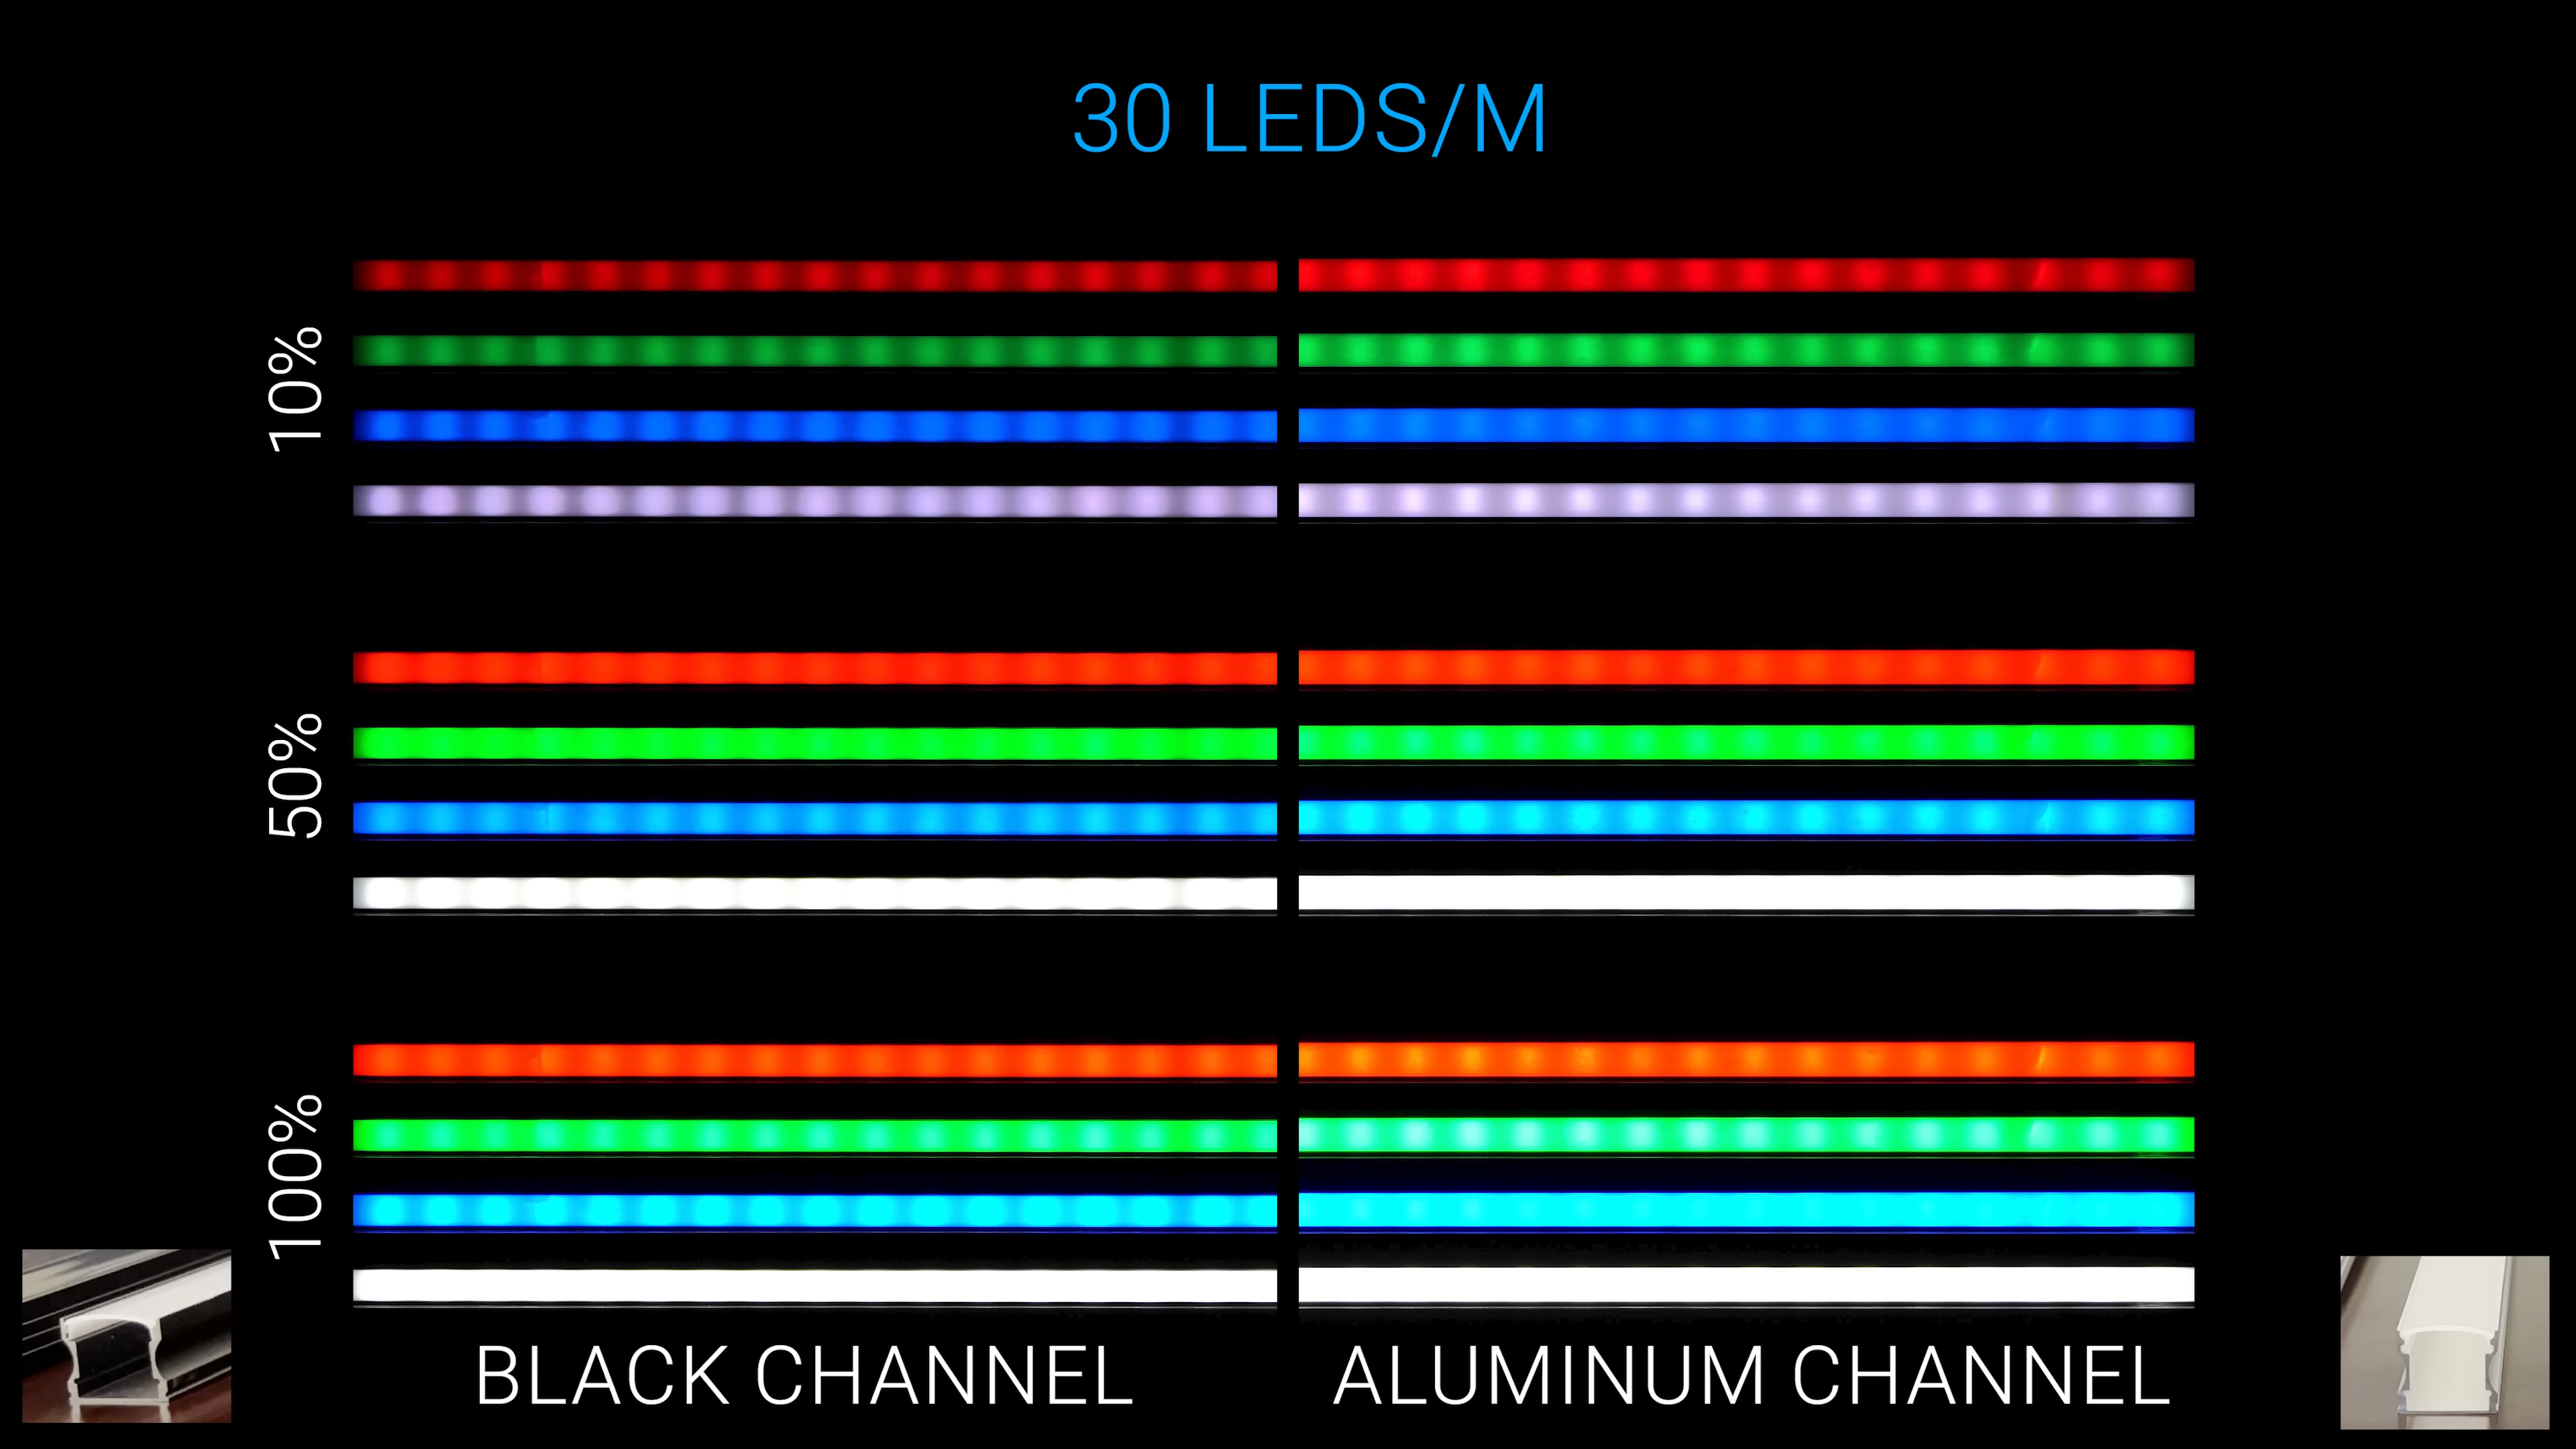 30 LEDS/M
10%
50%
100%
BLACK CHANNEL
ALUMINUM CHANNEL